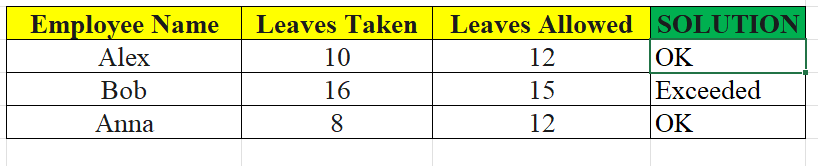 Employee Name Leaves Taken Leaves Allowed SOLUTION
Alex 10 12 OK
Bob 16 15 Exceeded
Anna 8 12 OK